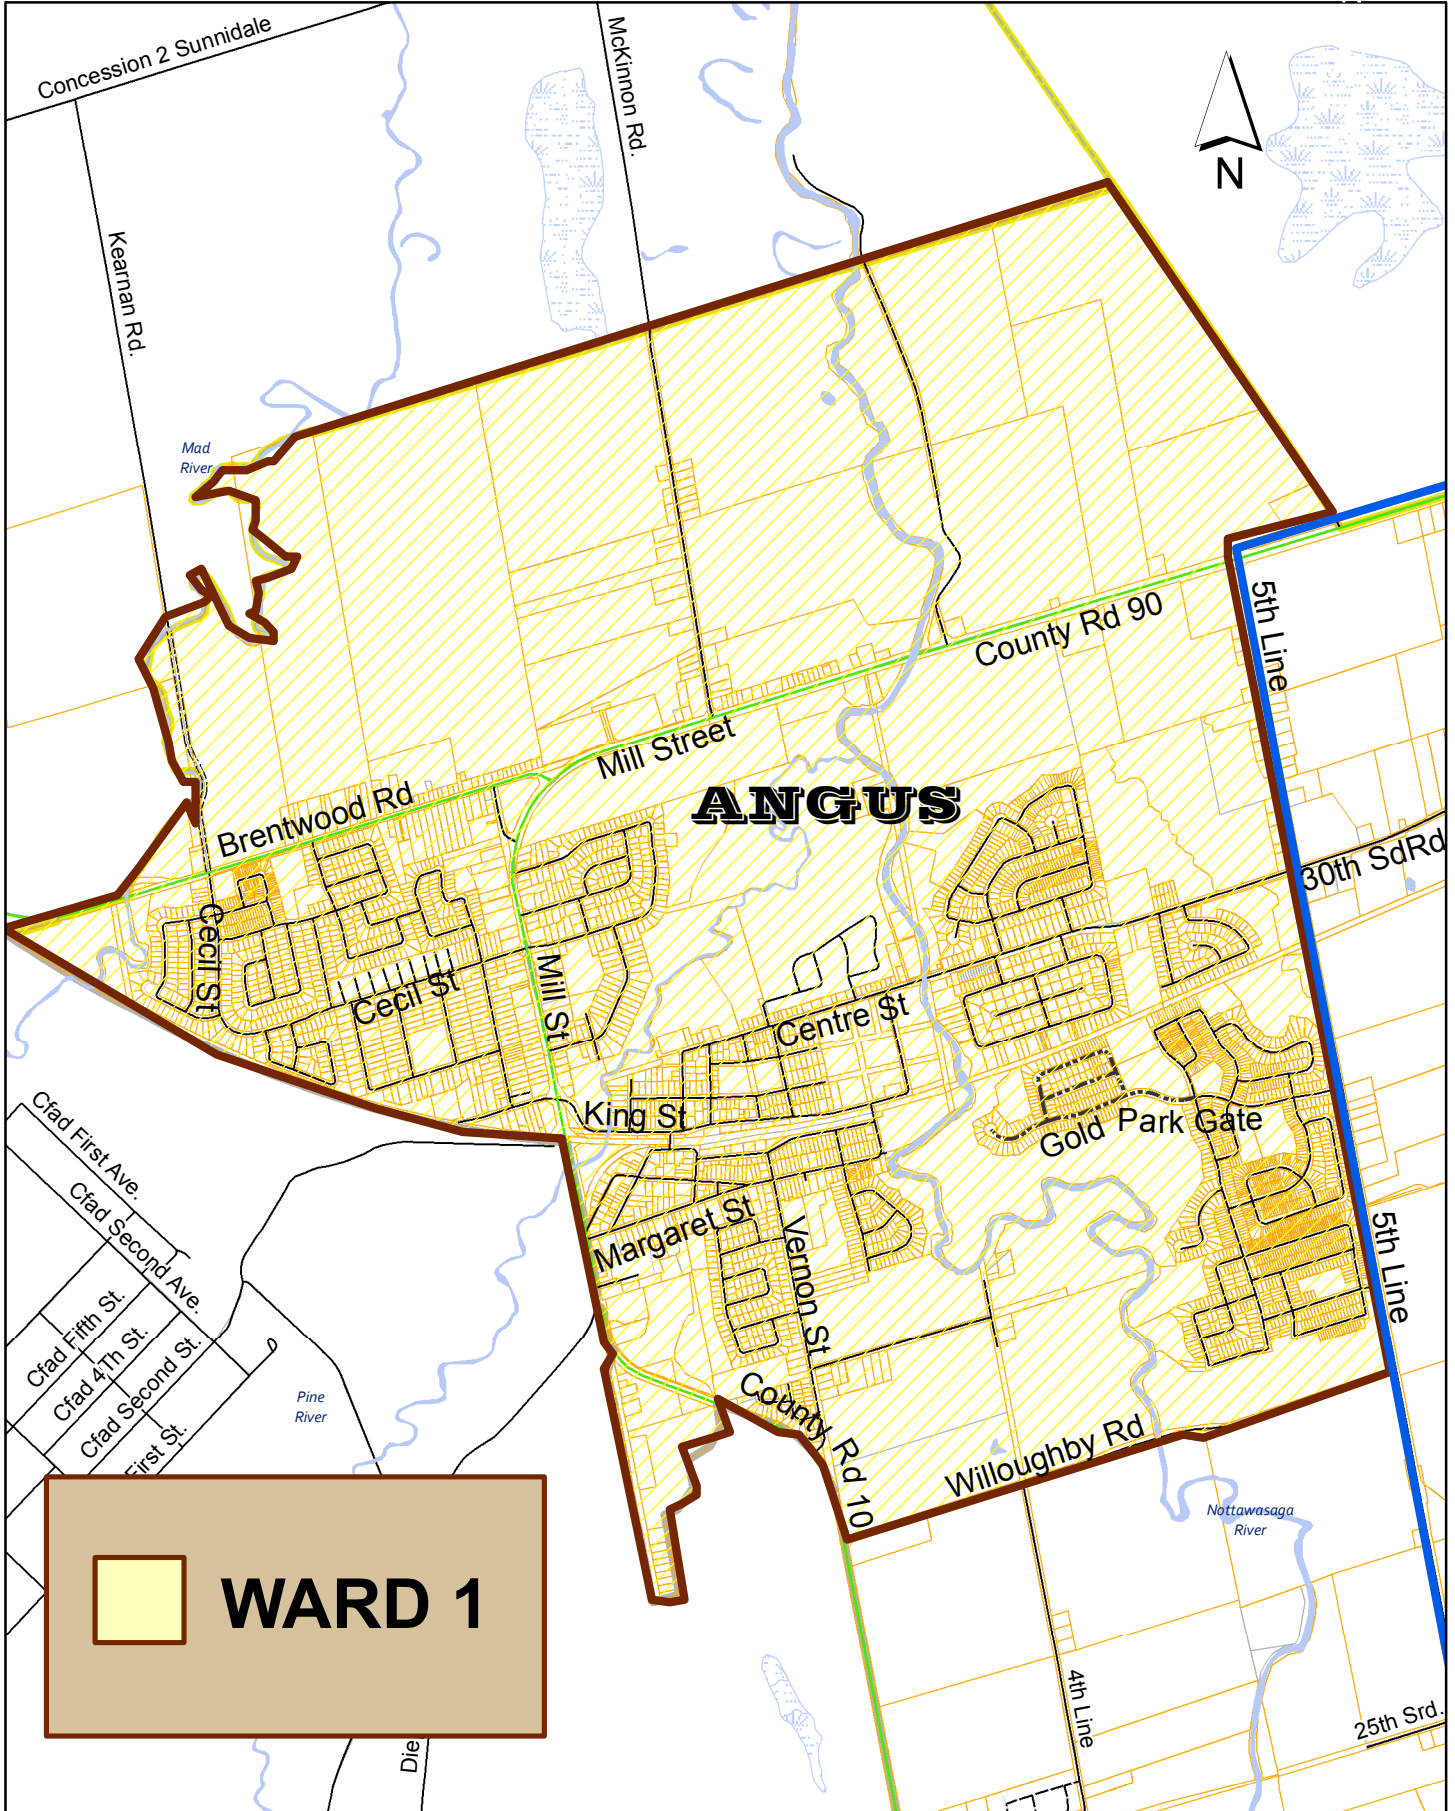 Concession 2 Sunnidale
McKinnon Rd.
N
Kearnan Rd.
Mad
River
5th Line
County Rd 90
Mill Street
ANGUS
Brentwood Rd
30th SdRd
Cecil St
Cecil St
Mill St
Centre St
King St
Gold Park Gate
Cfad First Ave.
Cfad Second Ave.
Margaret St
Vernon St
5th Line
Cfad Fifth St.
Cfad 4Th St.
Cfad Second St.
First St.
Pine
River
County Rd 10
Willoughby Rd
Nottawasaga
River
WARD 1
4th Line
25th Srd.
Die